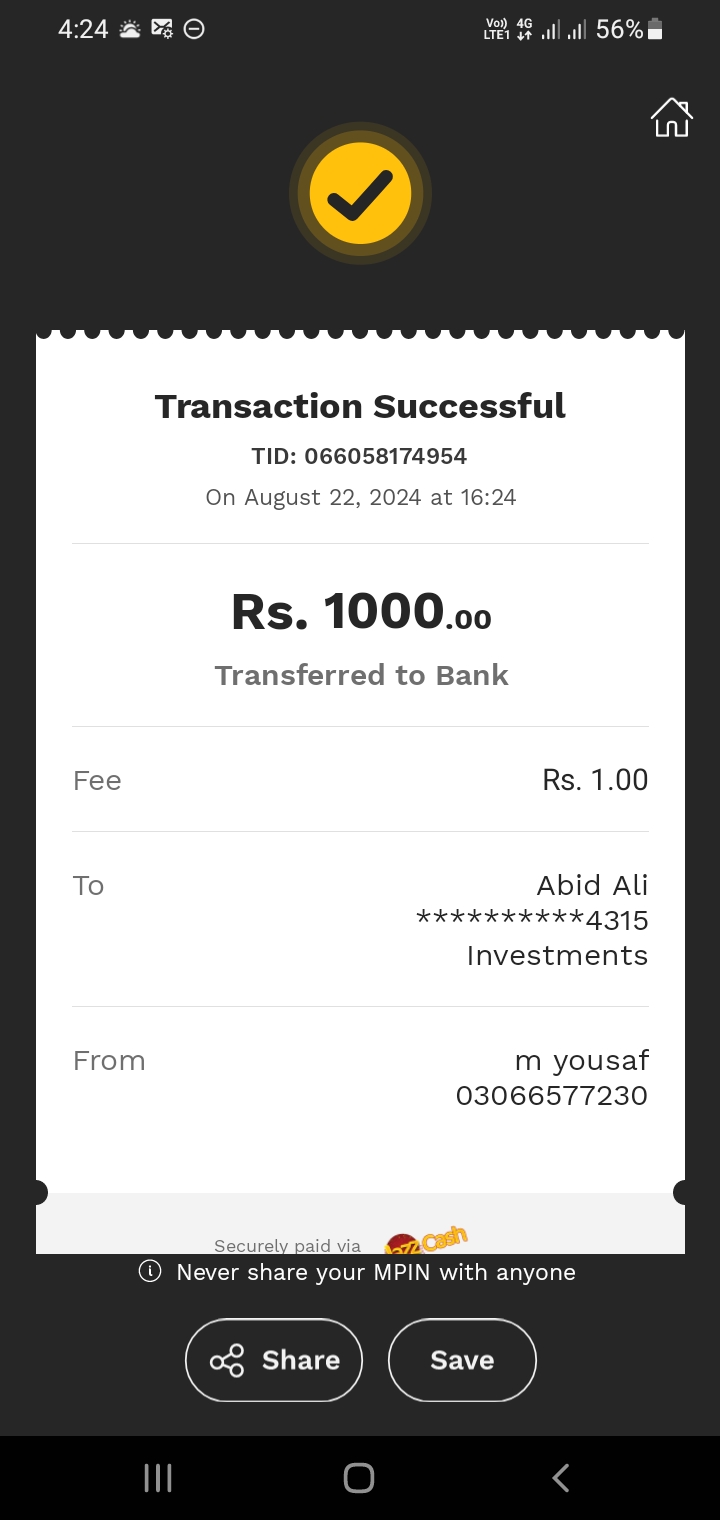 4:24 Vo)) LTE1 4G 56%
Transaction Successful
TID: 066058174954
On August 22, 2024 at 16:24
Rs. 1000.00
Transferred to Bank
Fee Rs. 1.00
To Abid Ali
**********4315
Investments
From m yousaf
03066577230
Securely paid via JazzCash
Never share your MPIN with anyone
Share Save